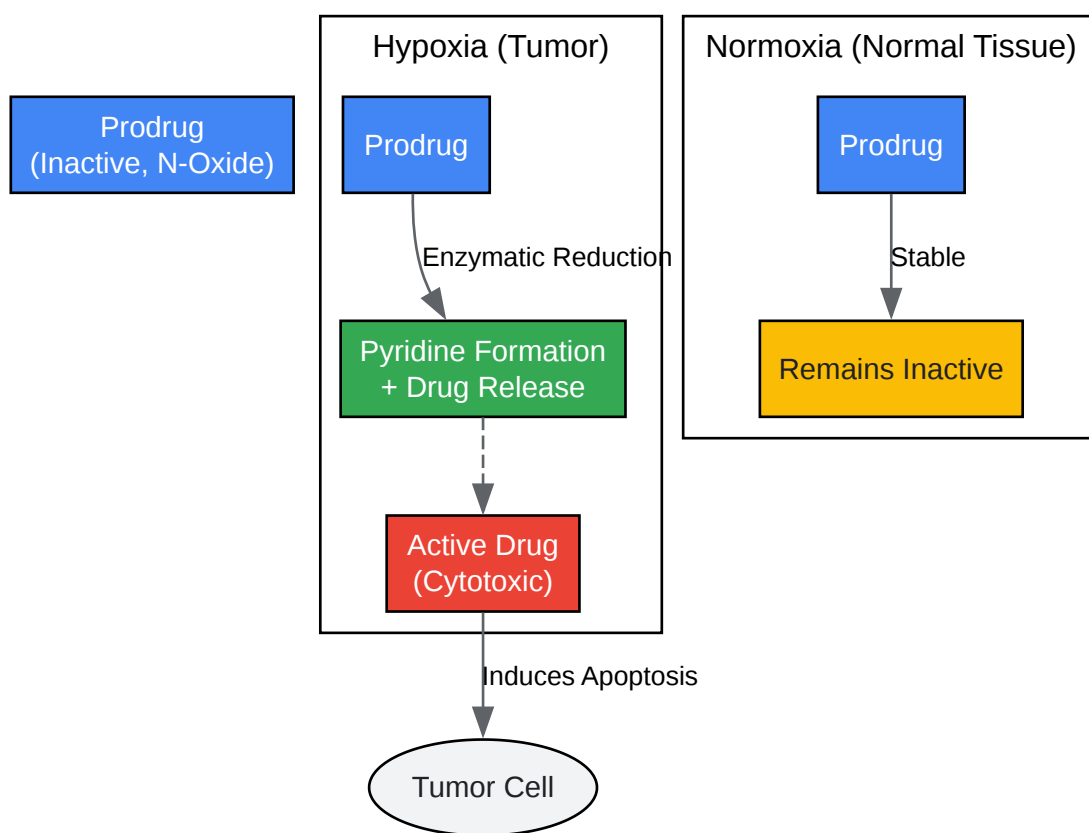 Hypoxia (Tumor)
Normoxia (Normal Tissue)
Prodrug
(Inactive, N-Oxide)
Prodrug
Prodrug
Enzymatic Reduction
Stable
Pyridine Formation
+ Drug Release
Remains Inactive
Active Drug
(Cytotoxic)
Induces Apoptosis
Tumor Cell